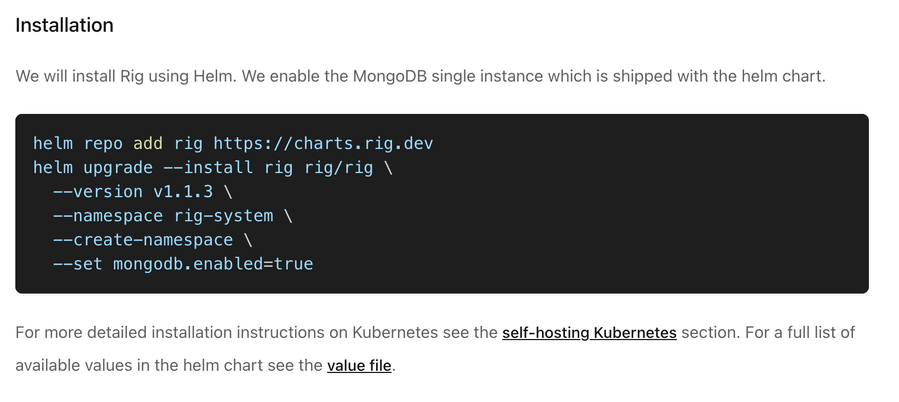 Installation
We will install Rig using Helm. We enable the MongoDB single instance which is shipped with the helm chart.
helm repo add rig https://charts.rig.dev
helm upgrade --install rig rig/rig \
  --version v1.1.3 \
  --namespace rig-system \
  --create-namespace \
  --set mongodb.enabled=true
For more detailed installation instructions on Kubernetes see the self-hosting Kubernetes section. For a full list of
available values in the helm chart see the value file.